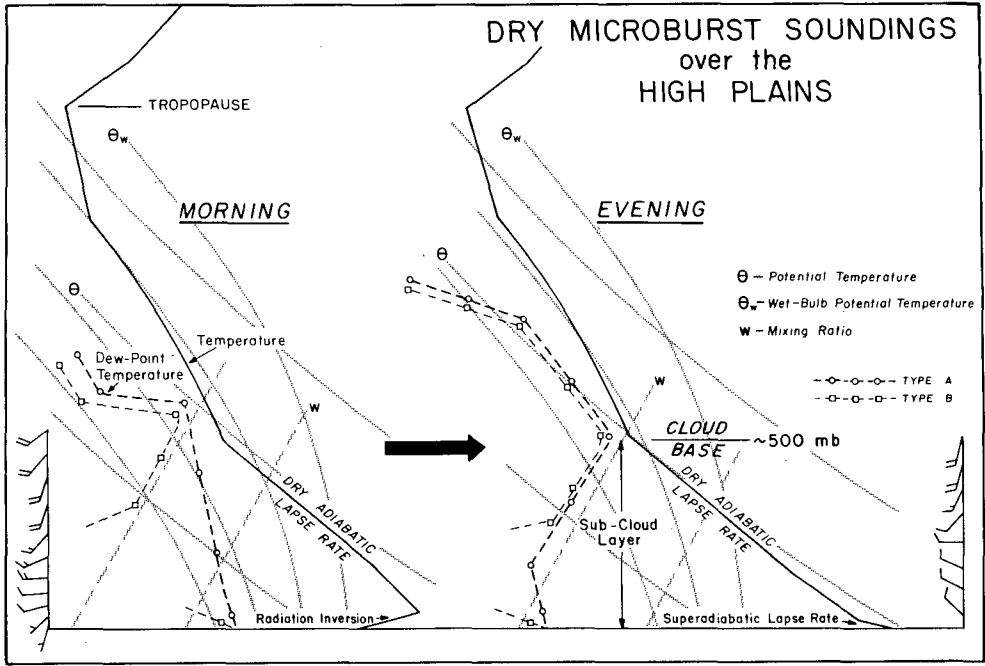 DRY MICROBURST SOUNDINGS
over the
HIGH PLAINS
TROPOPAUSE
θw
MORNING
θ
Temperature
Dew-Point
Temperature
W
DRY ADIABATIC
LAPSE RATE
Radiation Inversion
θw
EVENING
θ
θ – Potential Temperature
θw – Wet-Bulb Potential Temperature
W – Mixing Ratio
TYPE A
TYPE B
W
CLOUD
BASE
~500 mb
DRY ADIABATIC
LAPSE RATE
Sub-Cloud
Layer
Superadiabatic Lapse Rate